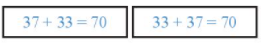 37 + 33 = 70
33 + 37 = 70